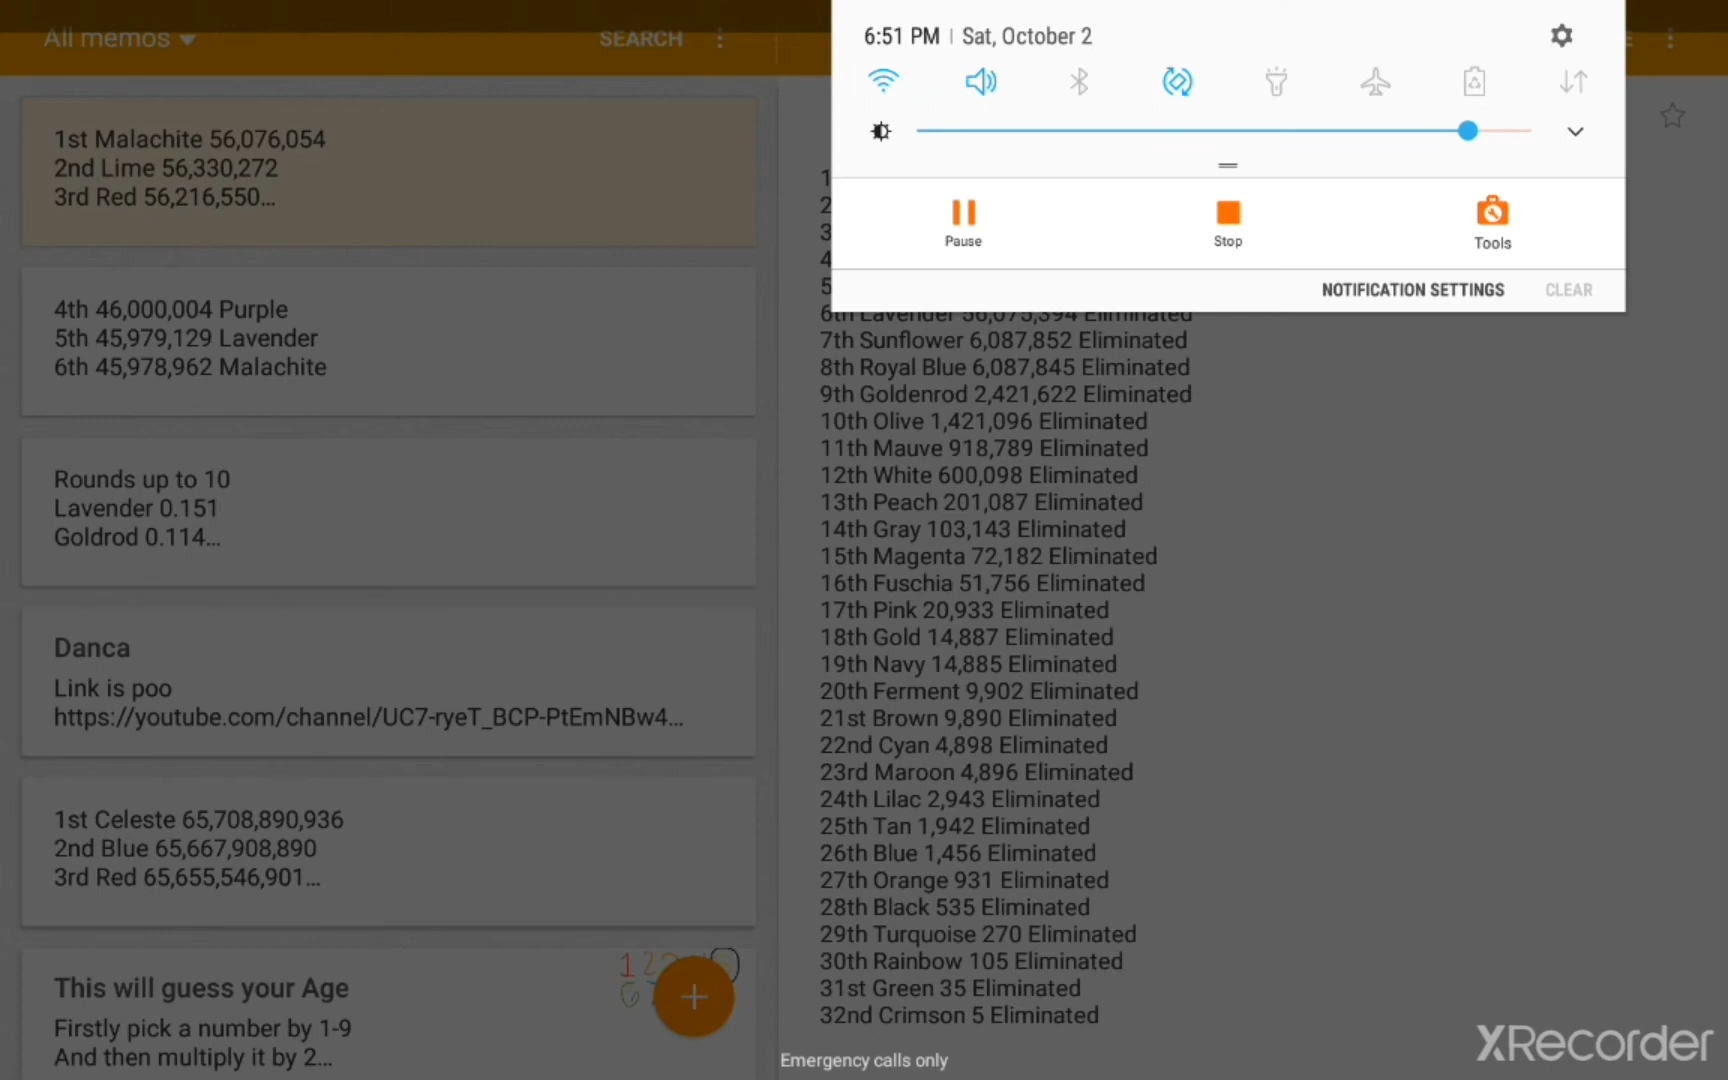 All memos
SEARCH
1st Malachite 56,076,054
2nd Lime 56,330,272
3rd Red 56,216,550...
4th 46,000,004 Purple
5th 45,979,129 Lavender
6th 45,978,962 Malachite
Rounds up to 10
Lavender 0.151
Goldrod 0.114...
Danca
Link is poo
https://youtube.com/channel/UC7-ryeT_BCP-PtEmNBw4...
1st Celeste 65,708,890,936
2nd Blue 65,667,908,890
3rd Red 65,655,546,901...
This will guess your Age
Firstly pick a number by 1-9
And then multiply it by 2...
6:51 PM | Sat, October 2
Pause
Stop
Tools
NOTIFICATION SETTINGS
CLEAR
1
2
3
4
5
6th Lavender 56,075,394 Eliminated
7th Sunflower 6,087,852 Eliminated
8th Royal Blue 6,087,845 Eliminated
9th Goldenrod 2,421,622 Eliminated
10th Olive 1,421,096 Eliminated
11th Mauve 918,789 Eliminated
12th White 600,098 Eliminated
13th Peach 201,087 Eliminated
14th Gray 103,143 Eliminated
15th Magenta 72,182 Eliminated
16th Fuschia 51,756 Eliminated
17th Pink 20,933 Eliminated
18th Gold 14,887 Eliminated
19th Navy 14,885 Eliminated
20th Ferment 9,902 Eliminated
21st Brown 9,890 Eliminated
22nd Cyan 4,898 Eliminated
23rd Maroon 4,896 Eliminated
24th Lilac 2,943 Eliminated
25th Tan 1,942 Eliminated
26th Blue 1,456 Eliminated
27th Orange 931 Eliminated
28th Black 535 Eliminated
29th Turquoise 270 Eliminated
30th Rainbow 105 Eliminated
31st Green 35 Eliminated
32nd Crimson 5 Eliminated
Emergency calls only
XRecorder